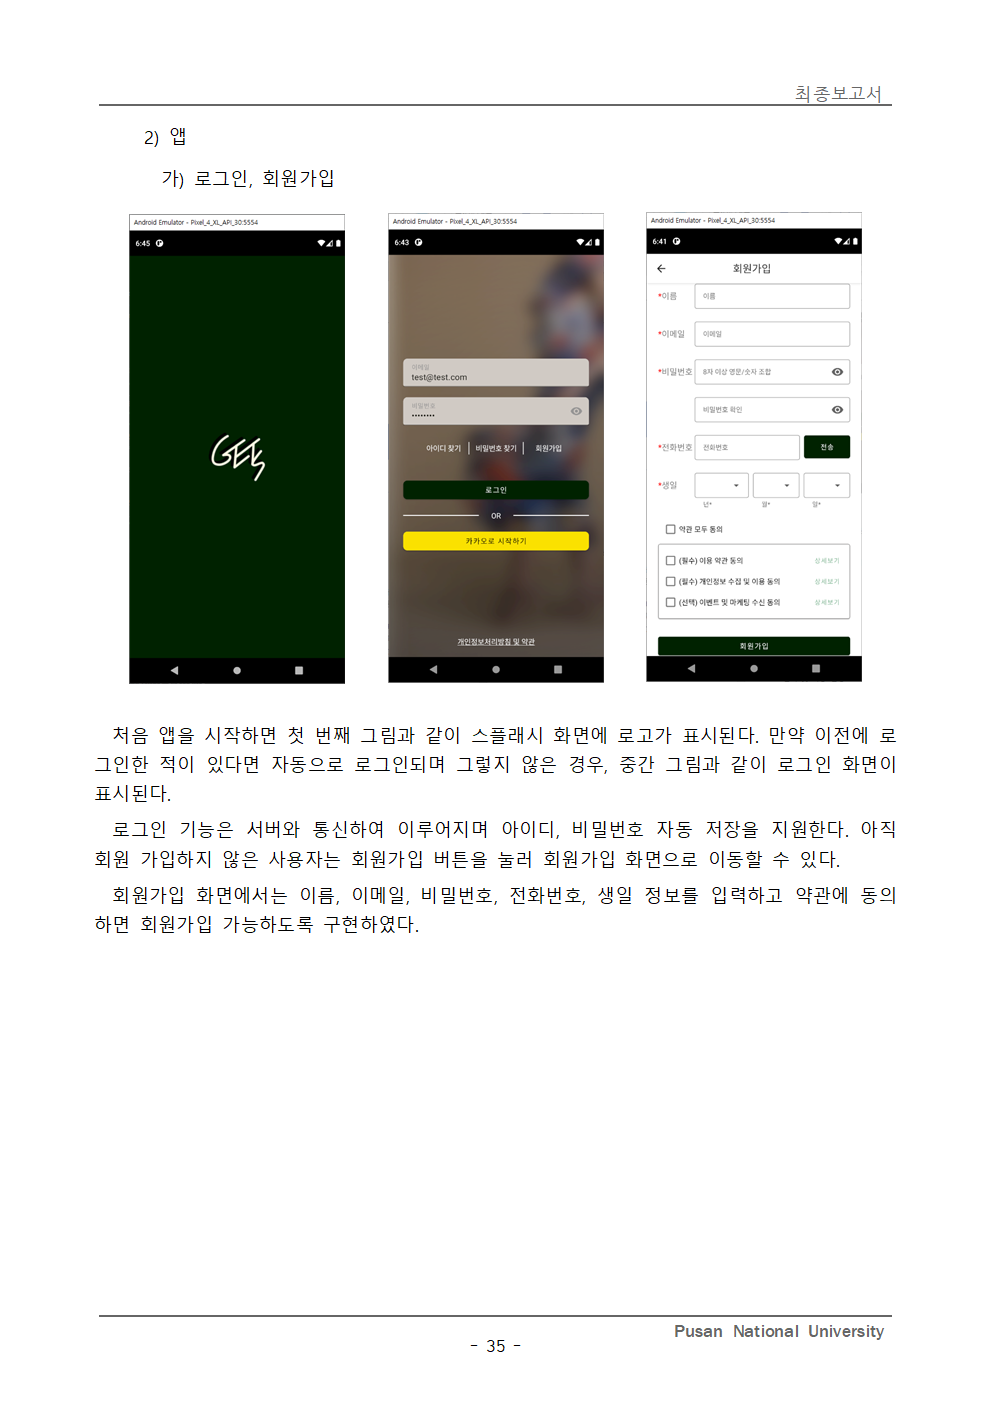 최종보고서
2) 앱
가) 로그인, 회원가입
Android Emulator - Pixel_4_XL_API_30:5554
6:45
GEE
Android Emulator - Pixel_4_XL_API_30:5554
6:43
이메일
test@test.com
비밀번호
••••••••
아이디 찾기 | 비밀번호 찾기 | 회원가입
로그인
OR
카카오로 시작하기
개인정보처리방침 및 약관
Android Emulator - Pixel_4_XL_API_30:5554
6:41
회원가입
*이름 이름
*이메일 이메일
*비밀번호 8자 이상 영문/숫자 조합
비밀번호 확인
*전화번호 전화번호 전송
*생일
년* 월* 일*
약관 모두 동의
(필수) 이용 약관 동의 상세보기
(필수) 개인정보 수집 및 이용 동의 상세보기
(선택) 이벤트 및 마케팅 수신 동의 상세보기
회원가입
처음 앱을 시작하면 첫 번째 그림과 같이 스플래시 화면에 로고가 표시된다. 만약 이전에 로
그인한 적이 있다면 자동으로 로그인되며 그렇지 않은 경우, 중간 그림과 같이 로그인 화면이
표시된다.
로그인 기능은 서버와 통신하여 이루어지며 아이디, 비밀번호 자동 저장을 지원한다. 아직
회원 가입하지 않은 사용자는 회원가입 버튼을 눌러 회원가입 화면으로 이동할 수 있다.
회원가입 화면에서는 이름, 이메일, 비밀번호, 전화번호, 생일 정보를 입력하고 약관에 동의
하면 회원가입 가능하도록 구현하였다.
Pusan National University
- 35 -